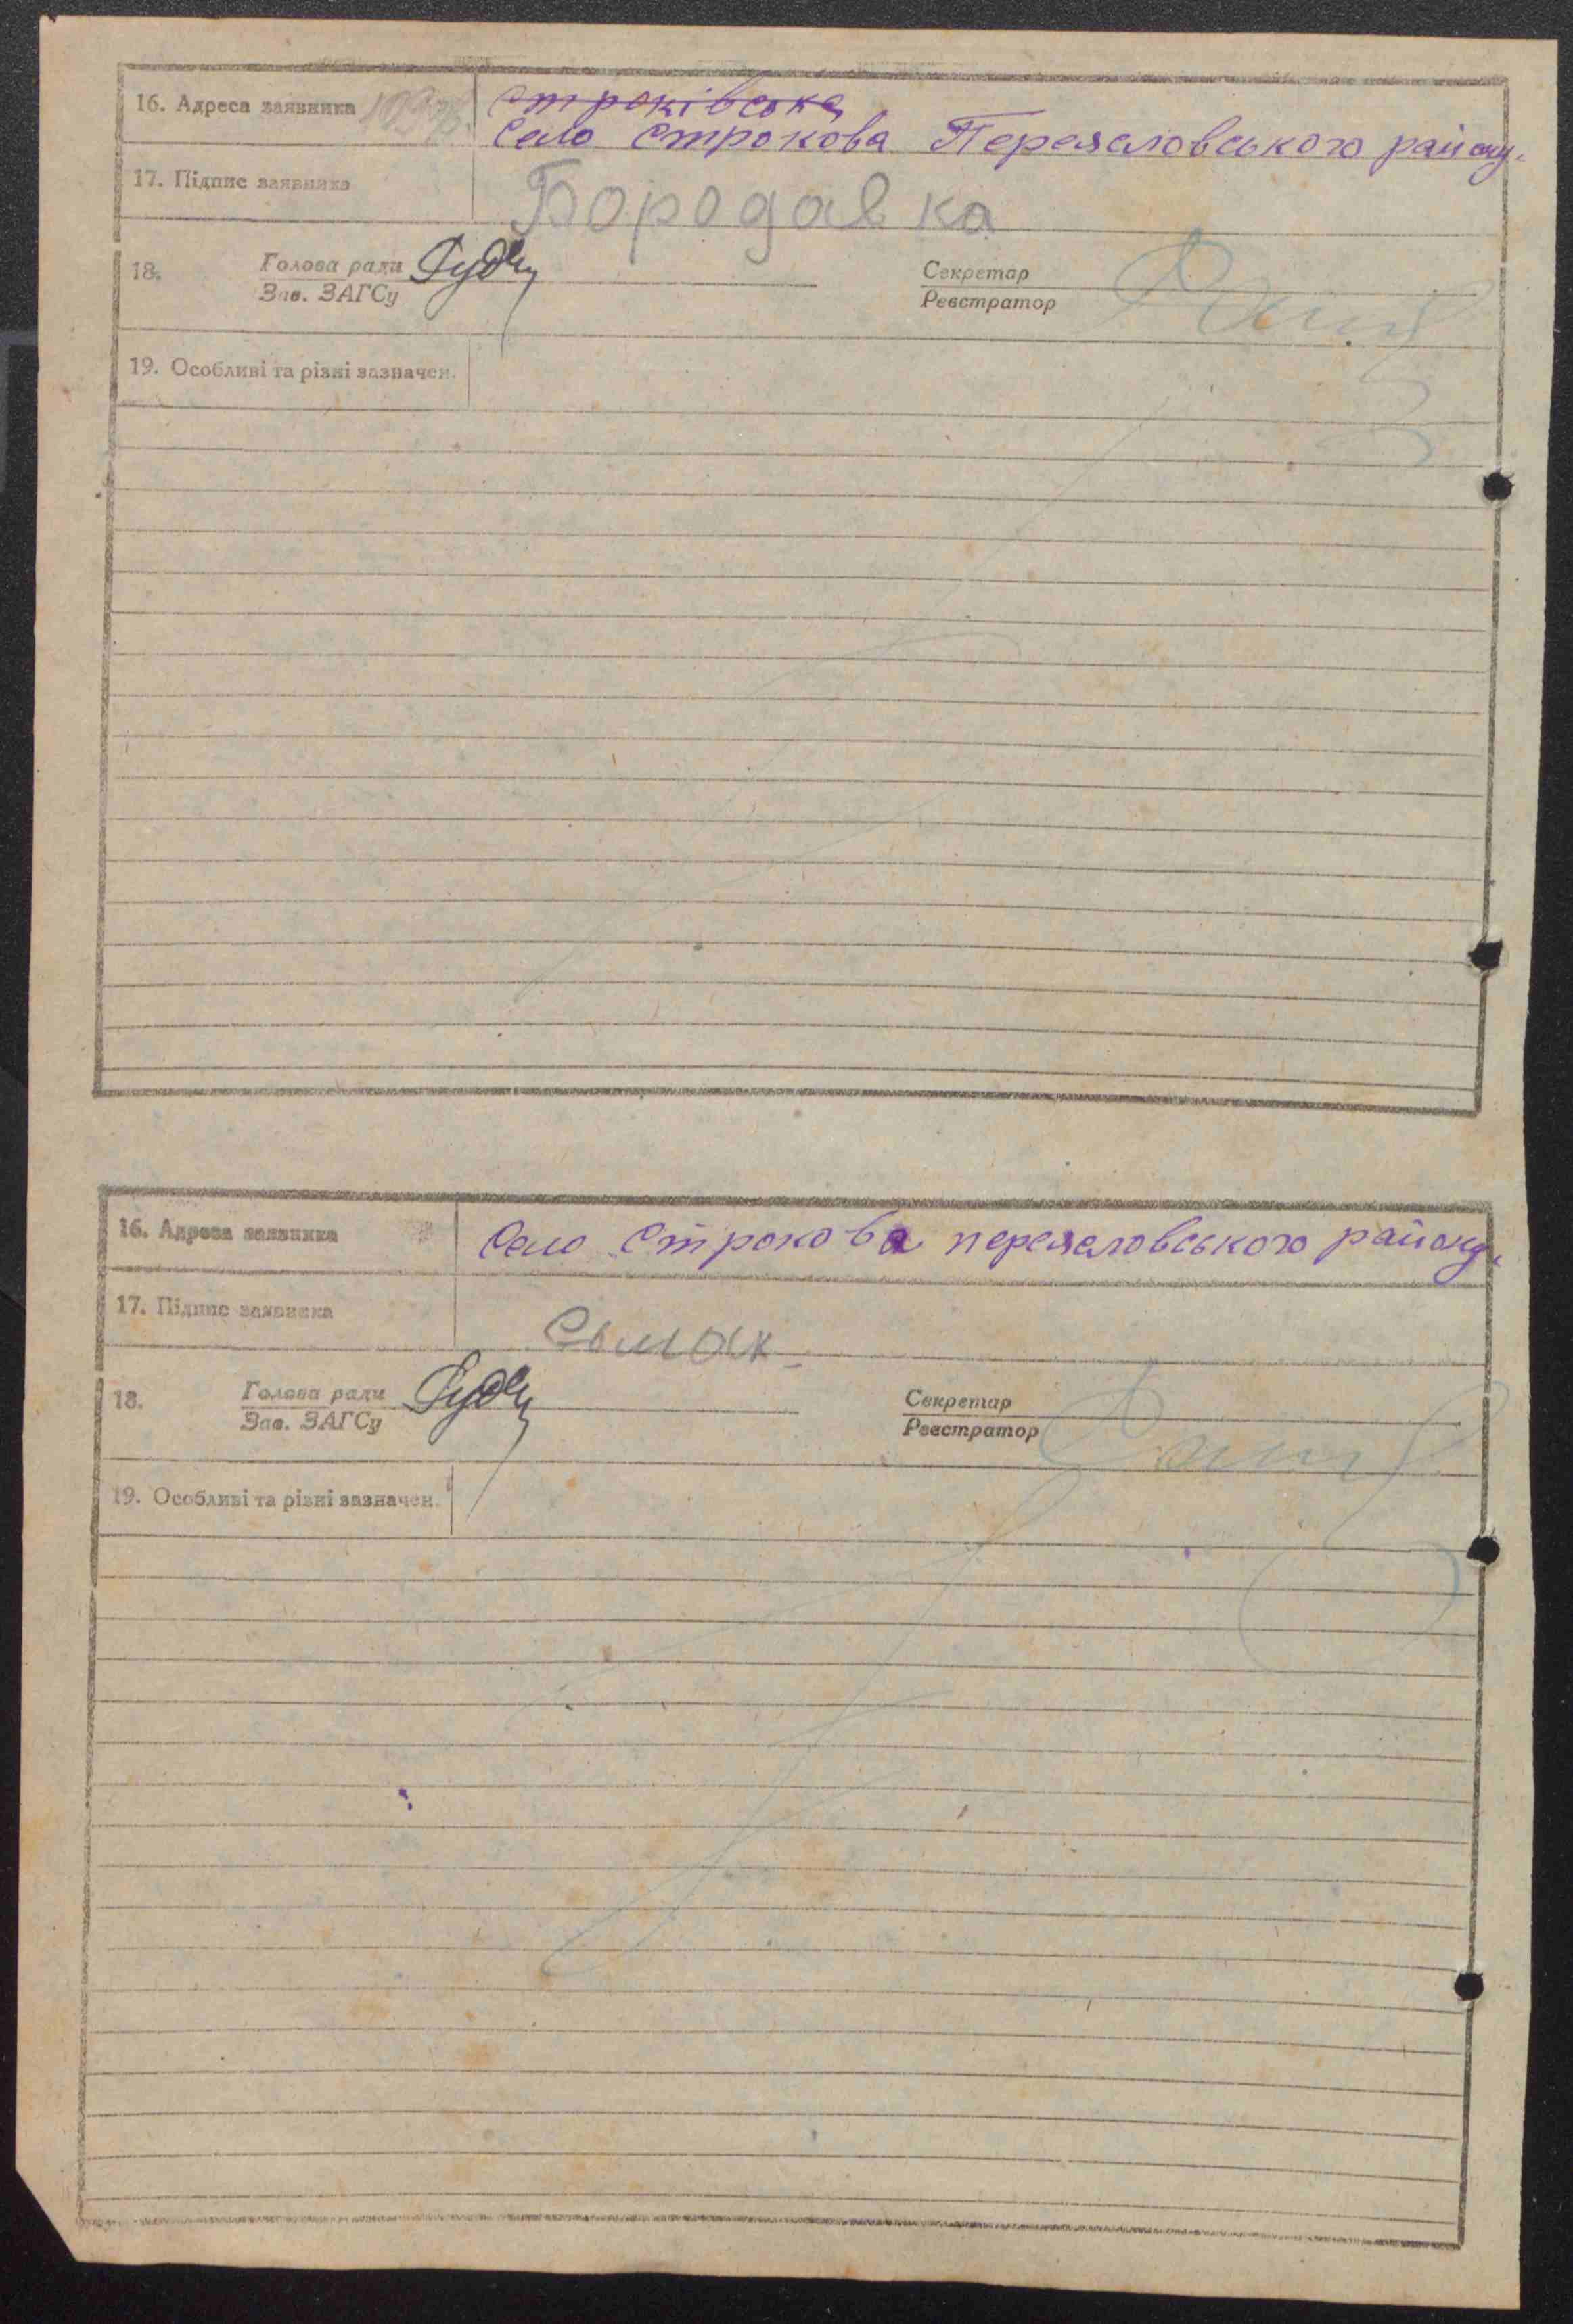 16. Адреса заявника
Строківська
село Строкова Переяславського району.
17. Підпис заявника Бородавка
18. Голова ради Секретар
Зав. ЗАГСу Реєстратор
19. Особливі та різні зазначен.
16. Адреса заявника село Строкова переяславського району.
17. Підпис заявника
18. Голова ради Секретар
Зав. ЗАГСу Реєстратор
19. Особливі та різні зазначен.